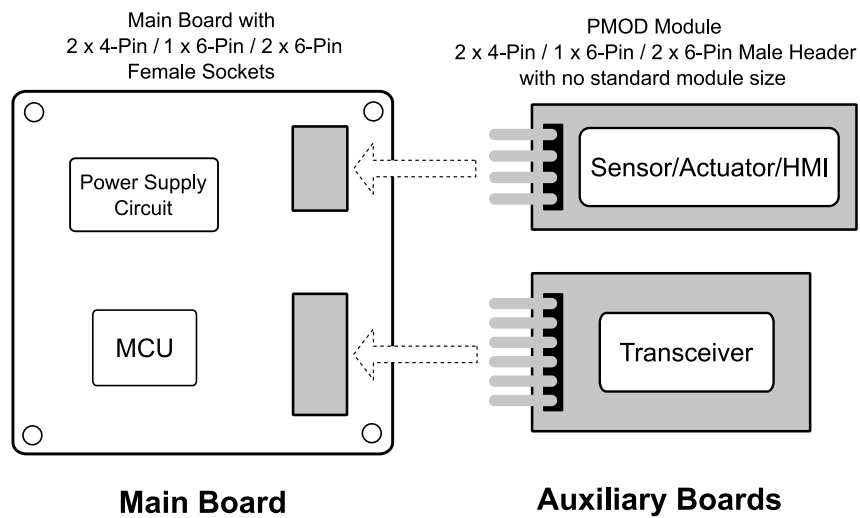 Main Board with
2 x 4-Pin / 1 x 6-Pin / 2 x 6-Pin
Female Sockets
PMOD Module
2 x 4-Pin / 1 x 6-Pin / 2 x 6-Pin Male Header
with no standard module size
Power Supply
Circuit
MCU
Sensor/Actuator/HMI
Transceiver
Main Board
Auxiliary Boards